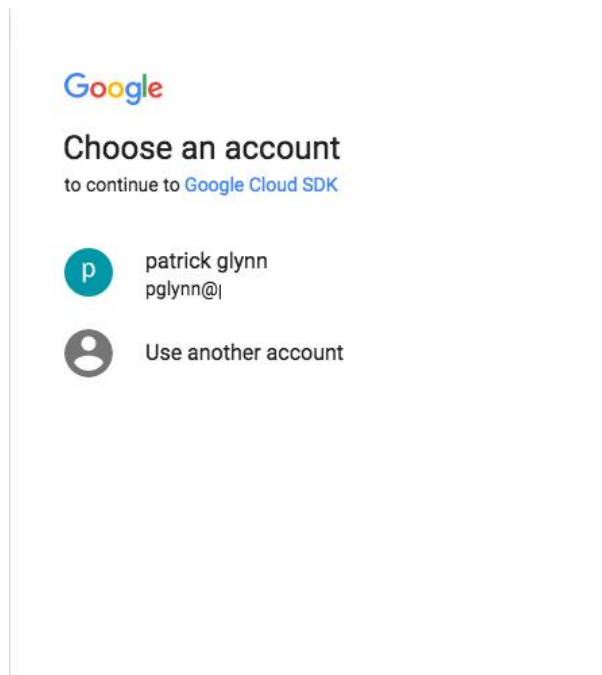 Google
Choose an account
to continue to Google Cloud SDK
p
patrick glynn
pglynn@
Use another account